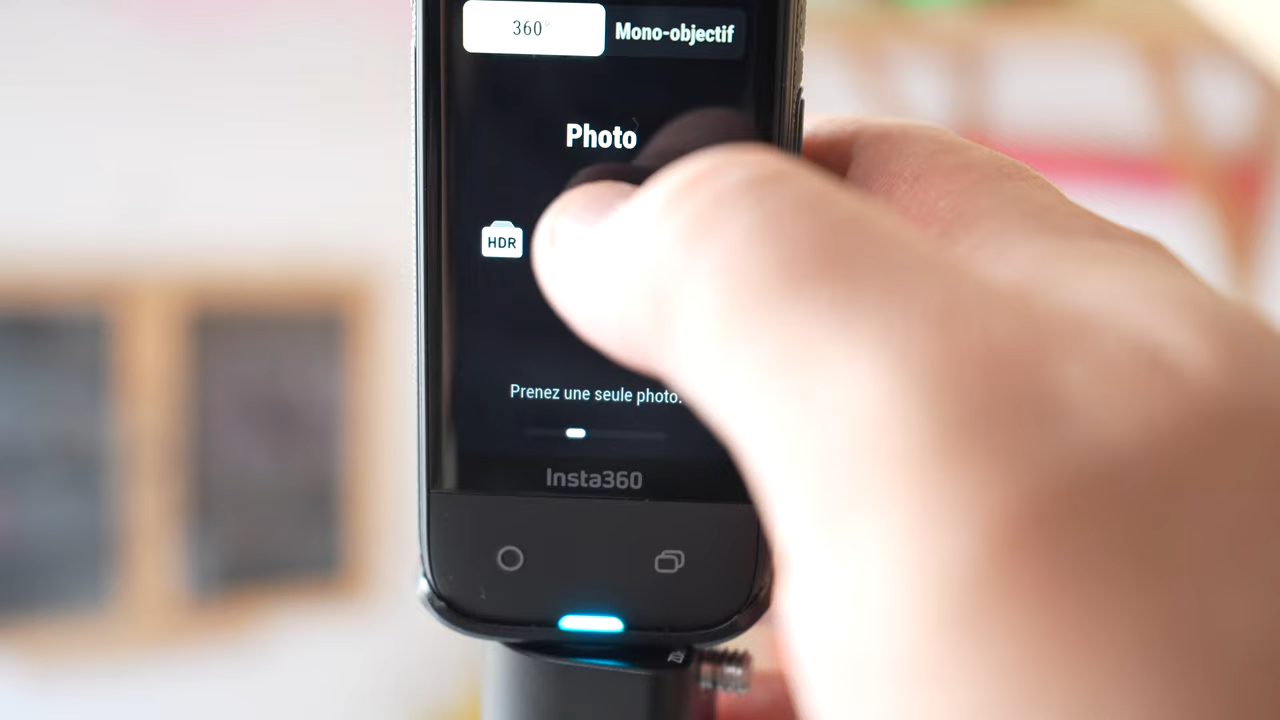 360°
Mono-objectif
Photo
HDR
Prenez une seule photo.
Insta360